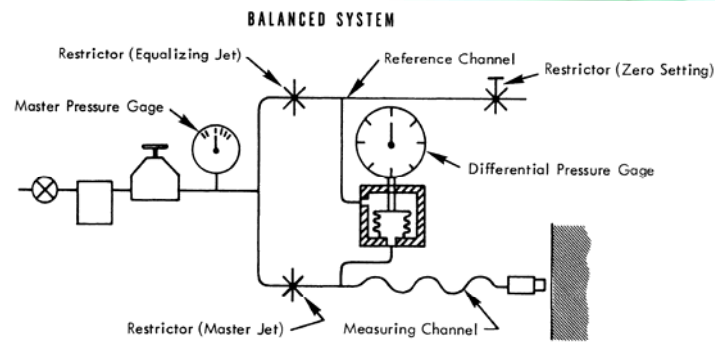 BALANCED SYSTEM
Restrictor (Equalizing Jet)
Reference Channel
Restrictor (Zero Setting)
Master Pressure Gage
Differential Pressure Gage
Restrictor (Master Jet)
Measuring Channel